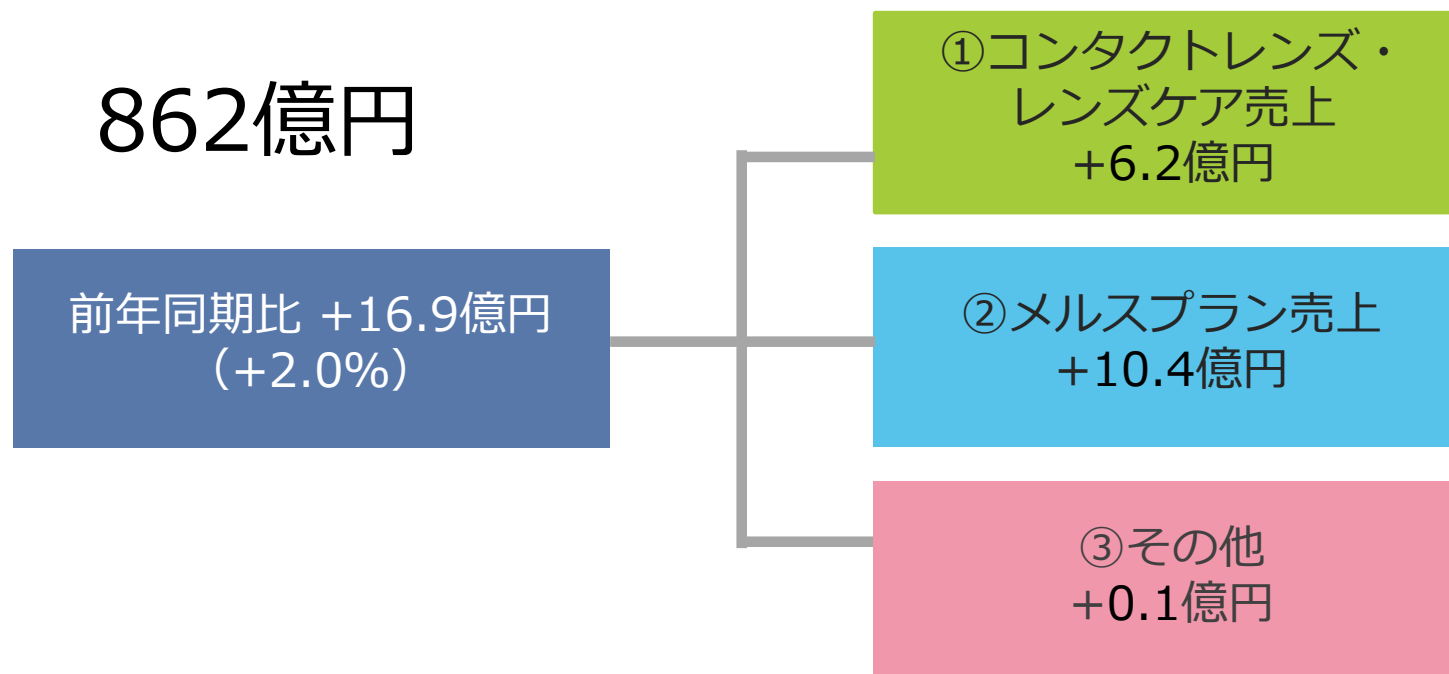 862億円
前年同期比 +16.9億円
（+2.0%）
①コンタクトレンズ・
レンズケア売上
+6.2億円
②メルスプラン売上
+10.4億円
③その他
+0.1億円